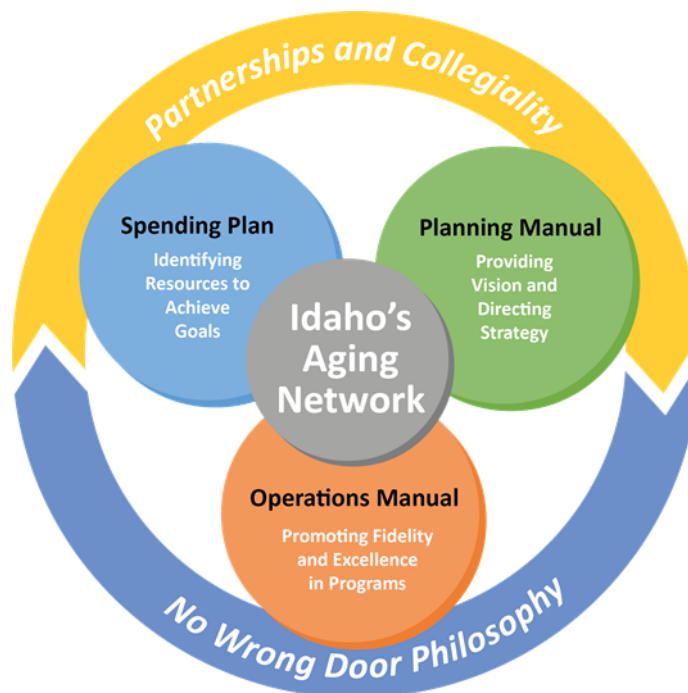 Partnerships and Collegiality
Spending Plan
Identifying
Resources to
Achieve
Goals
Planning Manual
Providing
Vision and
Directing
Strategy
Idaho's
Aging
Network
Operations Manual
Promoting Fidelity
and Excellence
in Programs
No Wrong Door Philosophy